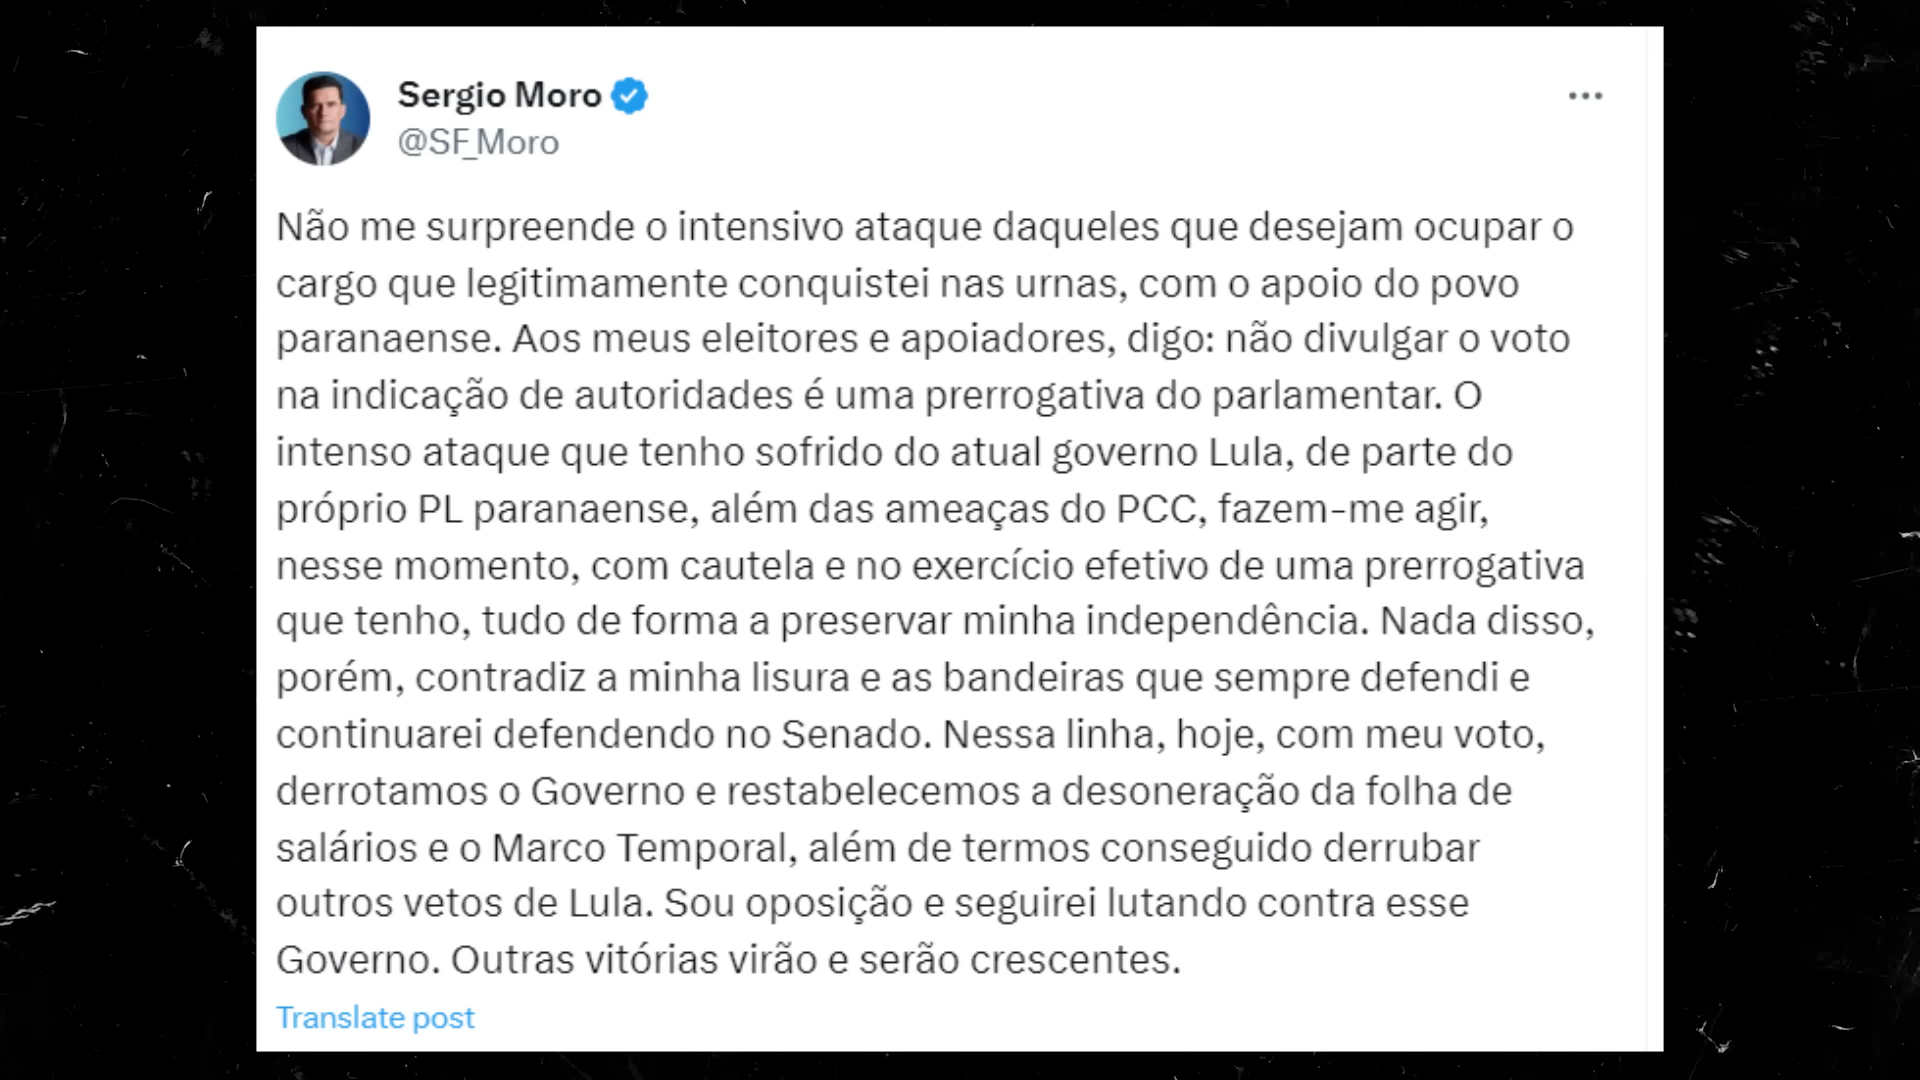 Sergio Moro
@SF_Moro
Não me surpreende o intensivo ataque daqueles que desejam ocupar o
cargo que legitimamente conquistei nas urnas, com o apoio do povo
paranaense. Aos meus eleitores e apoiadores, digo: não divulgar o voto
na indicação de autoridades é uma prerrogativa do parlamentar. O
intenso ataque que tenho sofrido do atual governo Lula, de parte do
próprio PL paranaense, além das ameaças do PCC, fazem-me agir,
nesse momento, com cautela e no exercício efetivo de uma prerrogativa
que tenho, tudo de forma a preservar minha independência. Nada disso,
porém, contradiz a minha lisura e as bandeiras que sempre defendi e
continuarei defendendo no Senado. Nessa linha, hoje, com meu voto,
derrotamos o Governo e restabelecemos a desoneração da folha de
salários e o Marco Temporal, além de termos conseguido derrubar
outros vetos de Lula. Sou oposição e seguirei lutando contra esse
Governo. Outras vitórias virão e serão crescentes.
Translate post